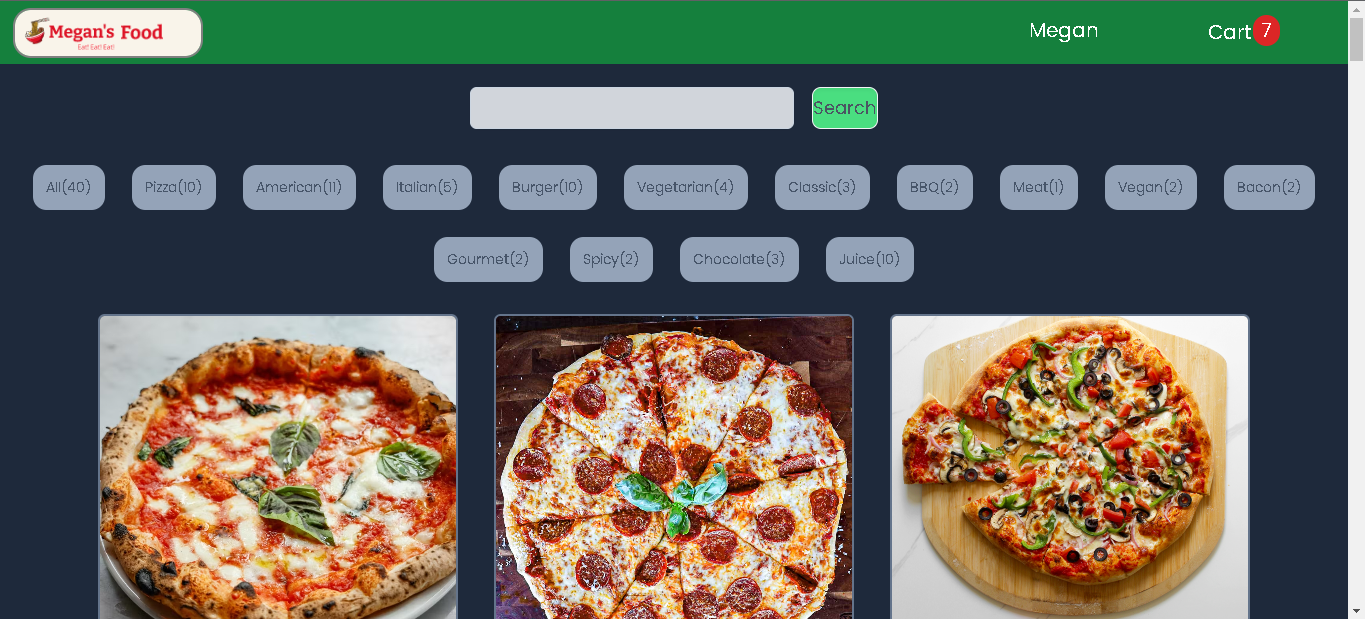 Megan's Food
Eat! Eat! Eat!
Megan
Cart 7
Search
All(40) Pizza(10) American(11) Italian(5) Burger(10) Vegetarian(4) Classic(3) BBQ(2) Meat(1) Vegan(2) Bacon(2)
Gourmet(2) Spicy(2) Chocolate(3) Juice(10)